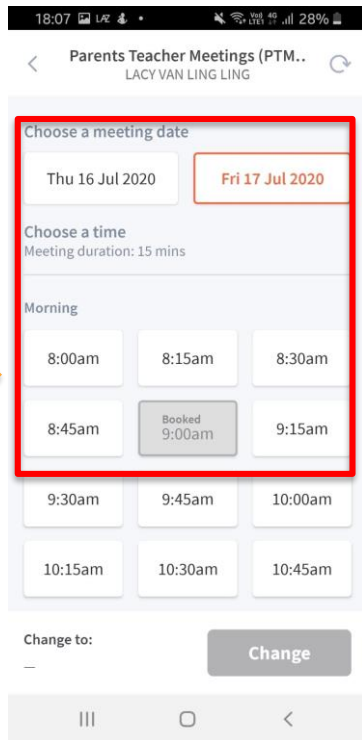 18:07 28%
Parents Teacher Meetings (PTM..
LACY VAN LING LING
Choose a meeting date
Thu 16 Jul 2020 Fri 17 Jul 2020
Choose a time
Meeting duration: 15 mins
Morning
8:00am 8:15am 8:30am
Booked
8:45am 9:00am 9:15am
9:30am 9:45am 10:00am
10:15am 10:30am 10:45am
Change to:
— Change